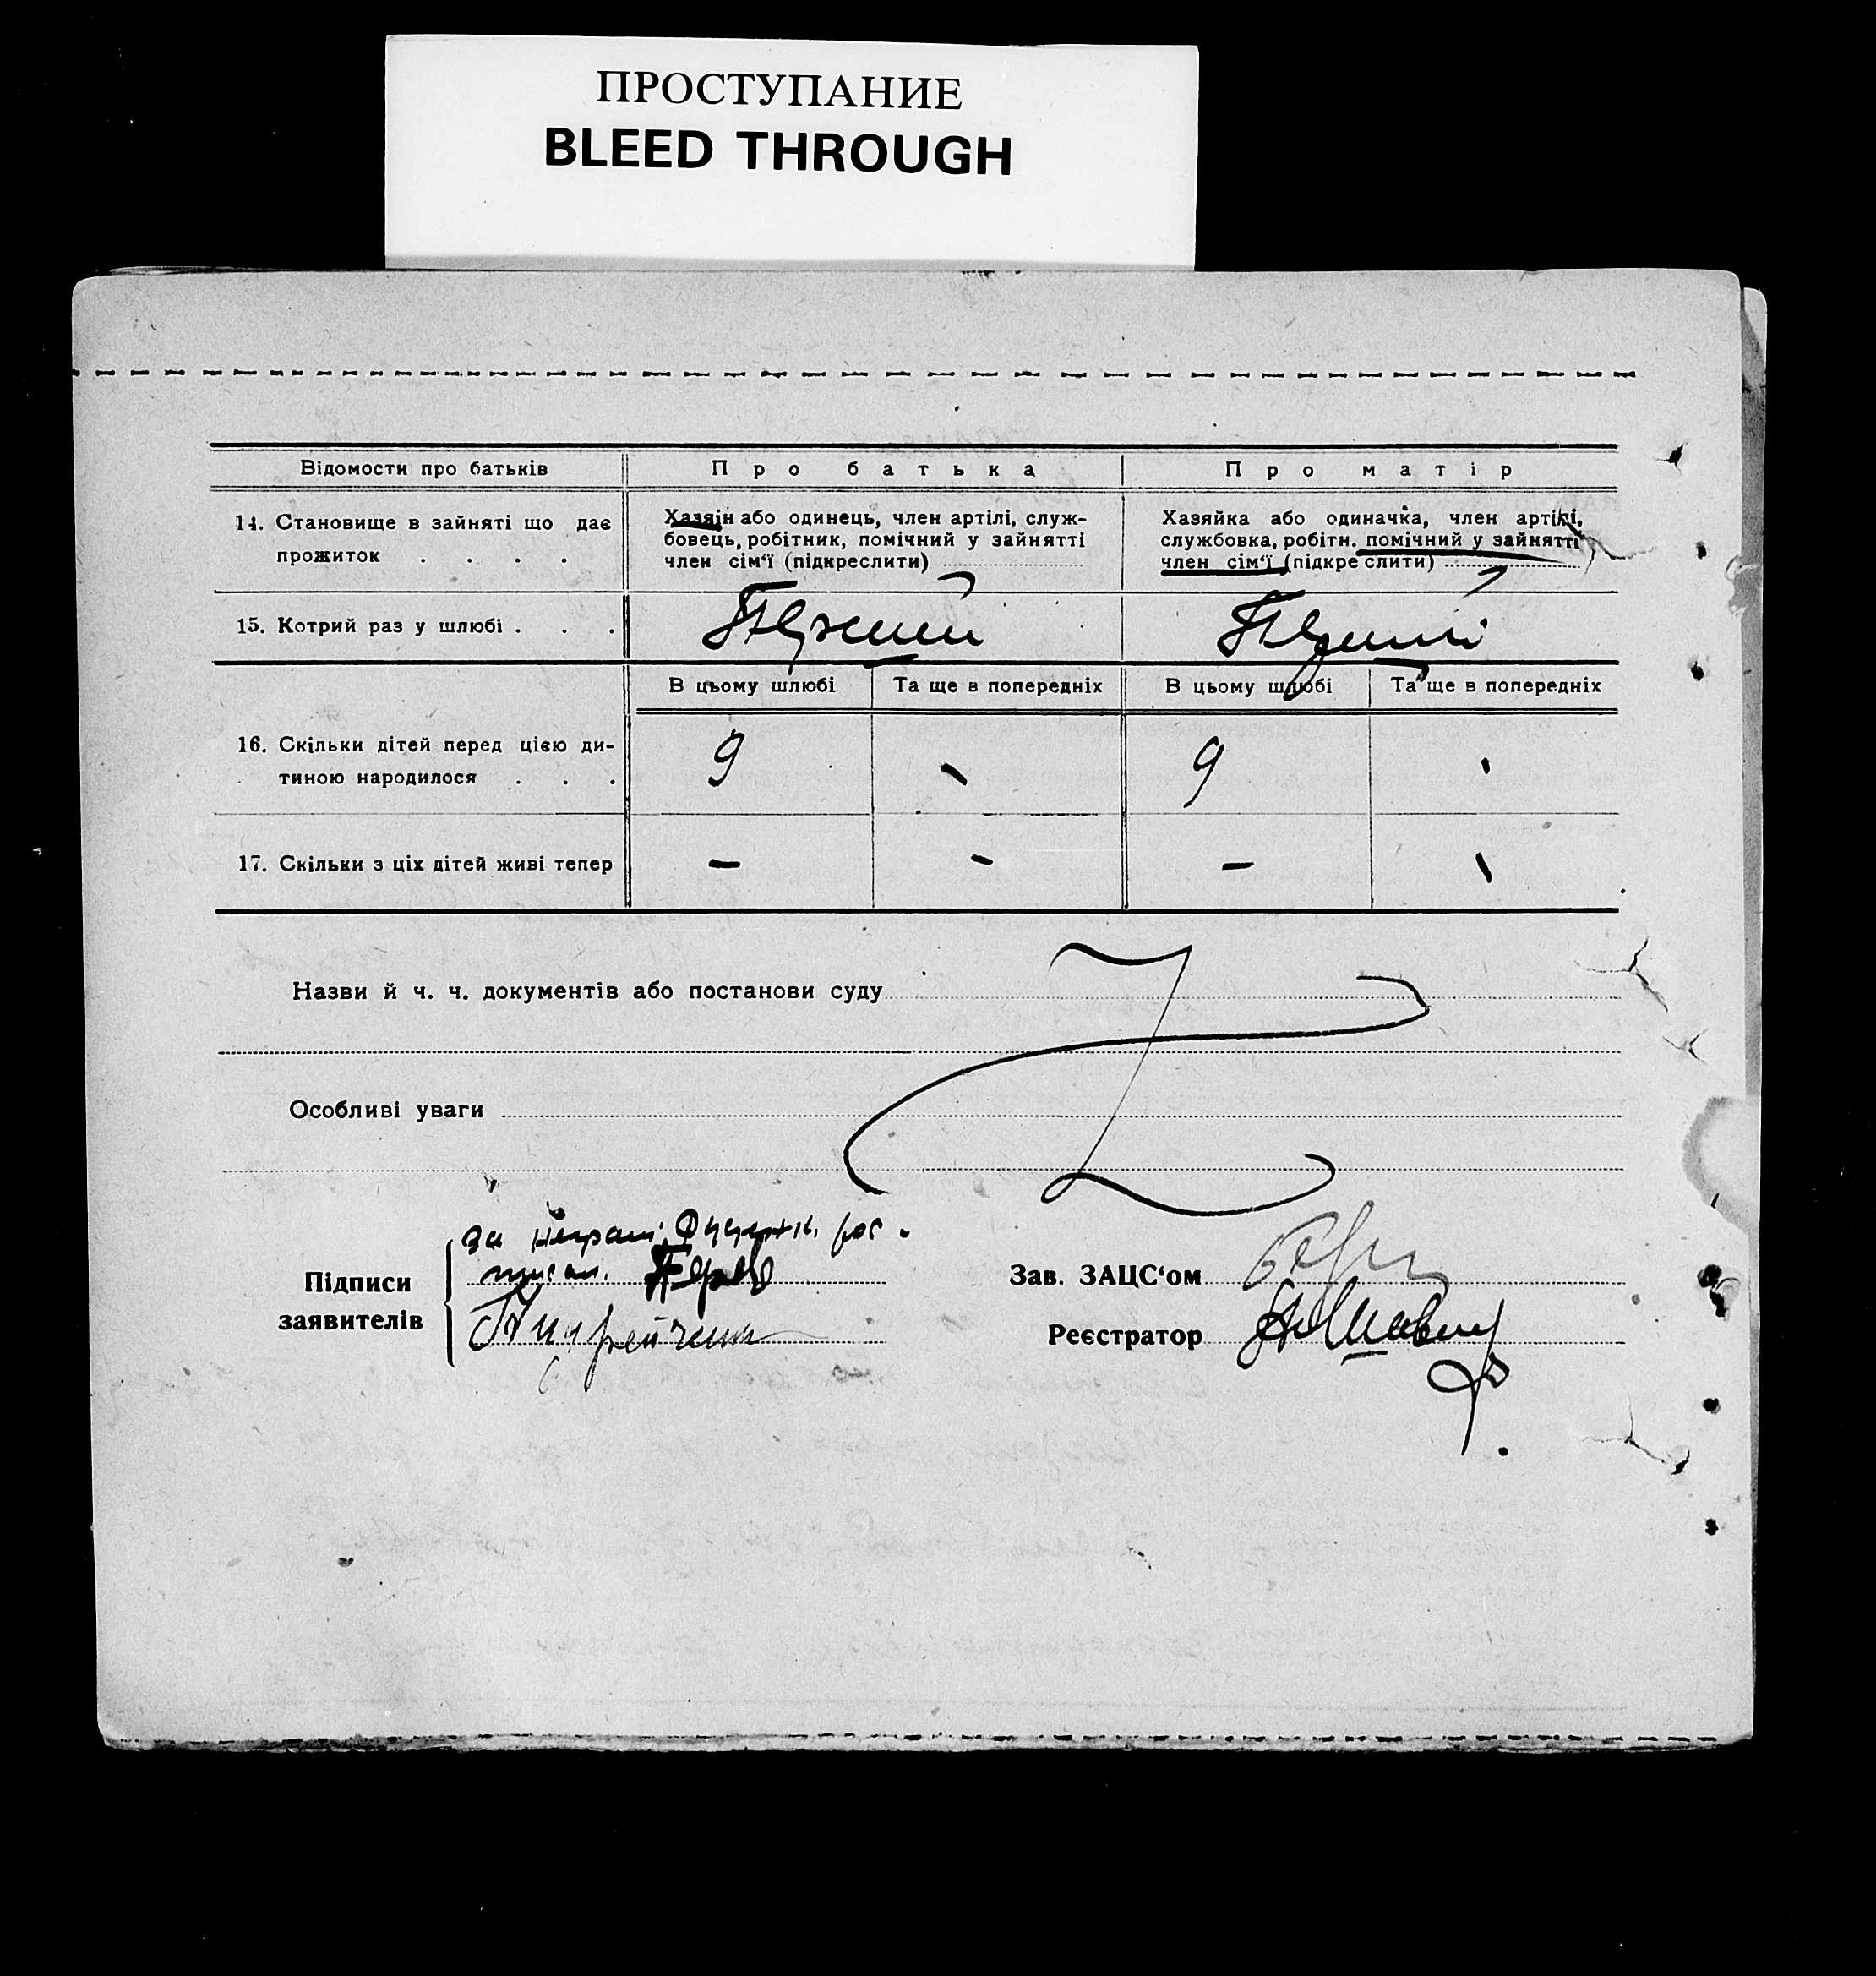 ПРОСТУПАНИЕ
BLEED THROUGH
Відомости про батьків
Про батька
Про матір
14. Становище в зайняті що дає
прожиток . . . .
Хазяїн або одинець, член артілі, служ-
бовець, робітник, помічний у зайнятті
член сім'ї (підкреслити)
Хазяйка або одиначка, член артілі,
службовка, робітн. помічний у зайнятті
член сім'ї (підкреслити)
15. Котрий раз у шлюбі . . .
Перший
Перший
В цьому шлюбі
Та ще в попередніх
В цьому шлюбі
Та ще в попередніх
16. Скільки дітей перед цією ди-
тиною народилося . . .
9
-
9
-
17. Скільки з ціх дітей живі тепер
-
-
-
-
Назви й ч. ч. документів або постанови суду
Особливі уваги
Підписи
заявителів
за
Зав. ЗАЦС‘ом
Реєстратор